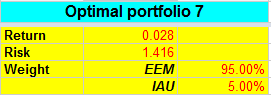 Optimal portfolio 7
Return 0.028
Risk 1.416
Weight EEM 95.00%
IAU 5.00%